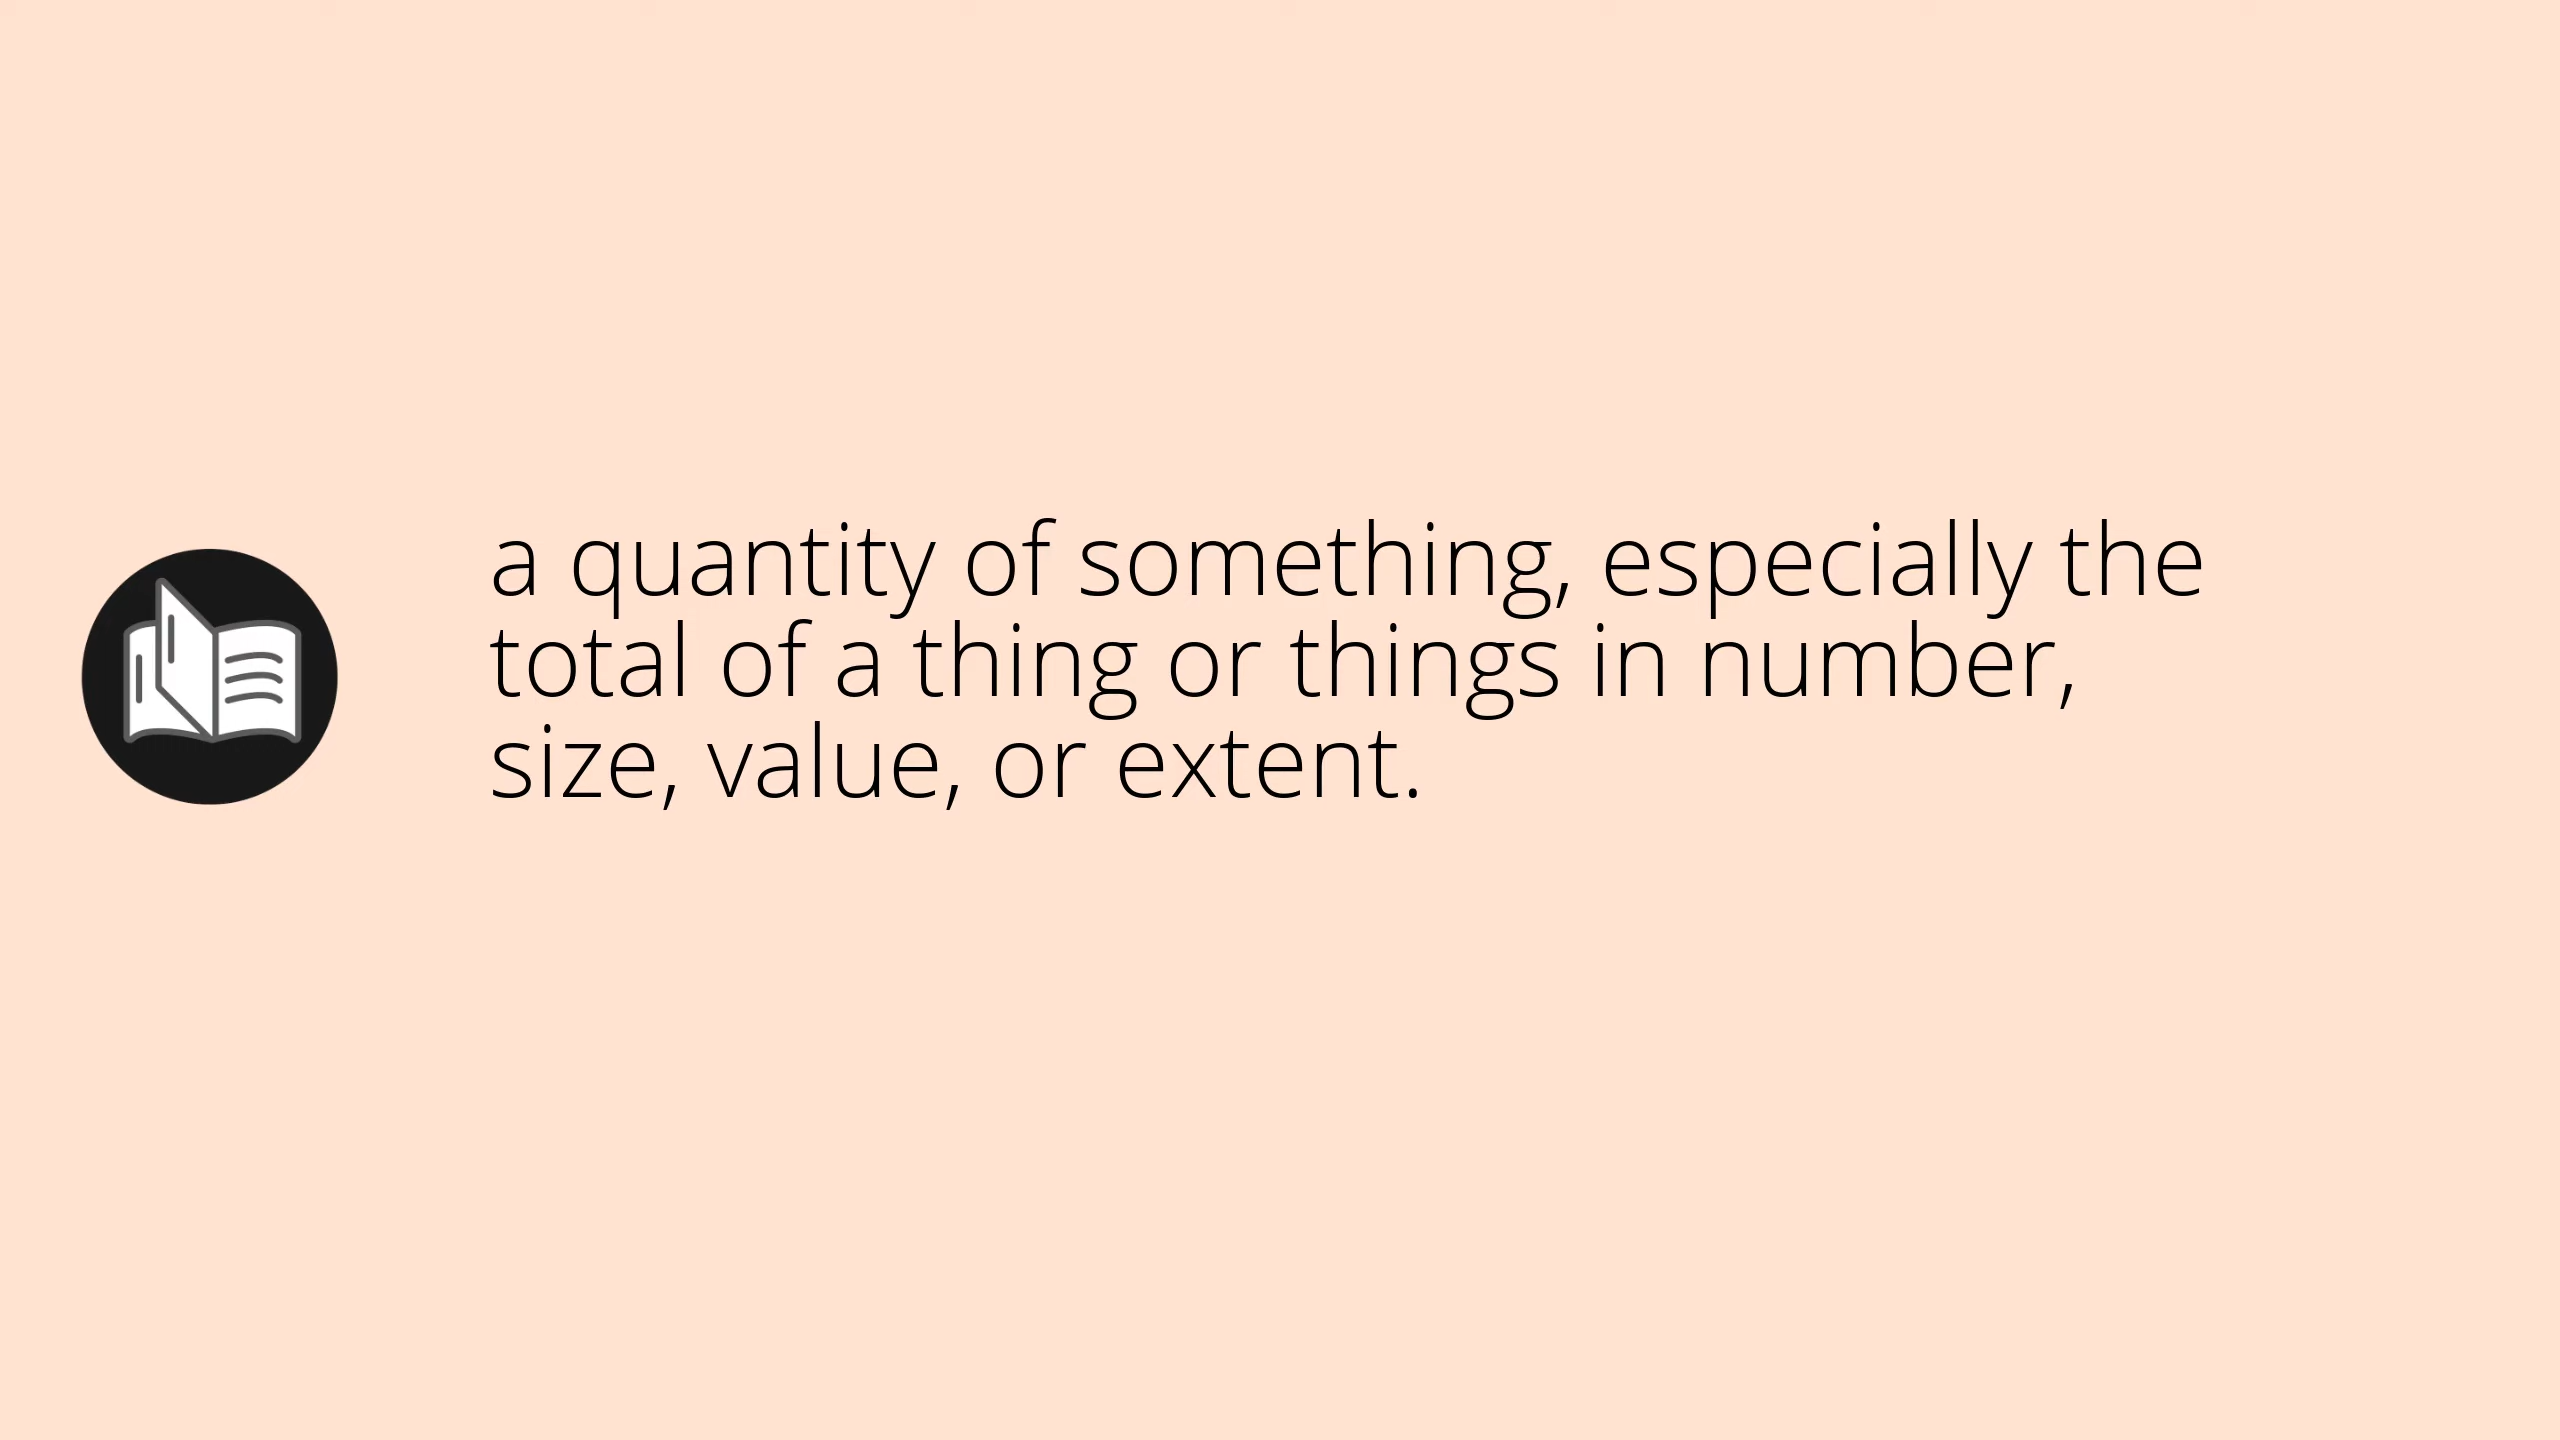 a quantity of something, especially the
total of a thing or things in number,
size, value, or extent.